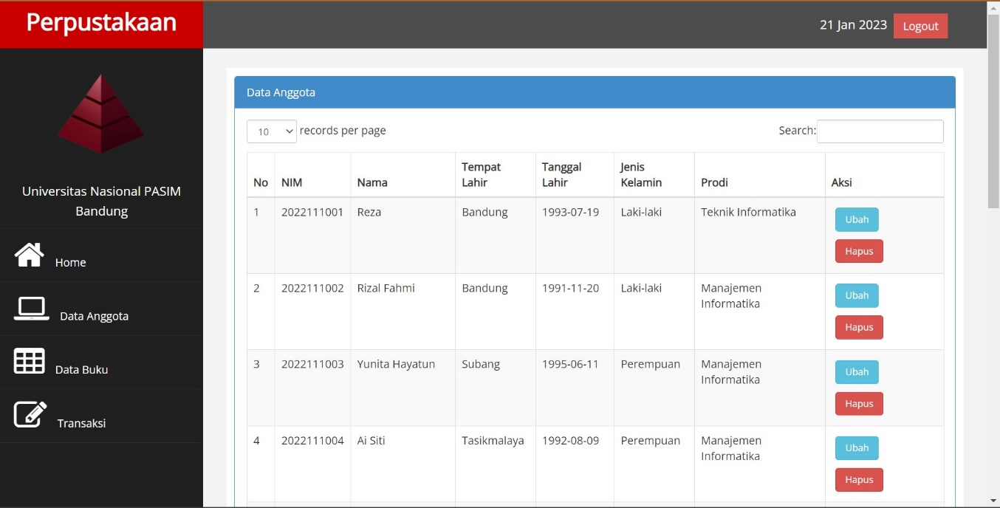 Perpustakaan
21 Jan 2023 Logout
Universitas Nasional PASIM
Bandung
Home
Data Anggota
Data Buku
Transaksi
Data Anggota
10 records per page Search:
No NIM Nama Tempat Lahir Tanggal Lahir Jenis Kelamin Prodi Aksi
1 2022111001 Reza Bandung 1993-07-19 Laki-laki Teknik Informatika Ubah
Hapus
2 2022111002 Rizal Fahmi Bandung 1991-11-20 Laki-laki Manajemen Informatika Ubah
Hapus
3 2022111003 Yunita Hayatun Subang 1995-06-11 Perempuan Manajemen Informatika Ubah
Hapus
4 2022111004 Ai Siti Tasikmalaya 1992-08-09 Perempuan Manajemen Informatika Ubah
Hapus